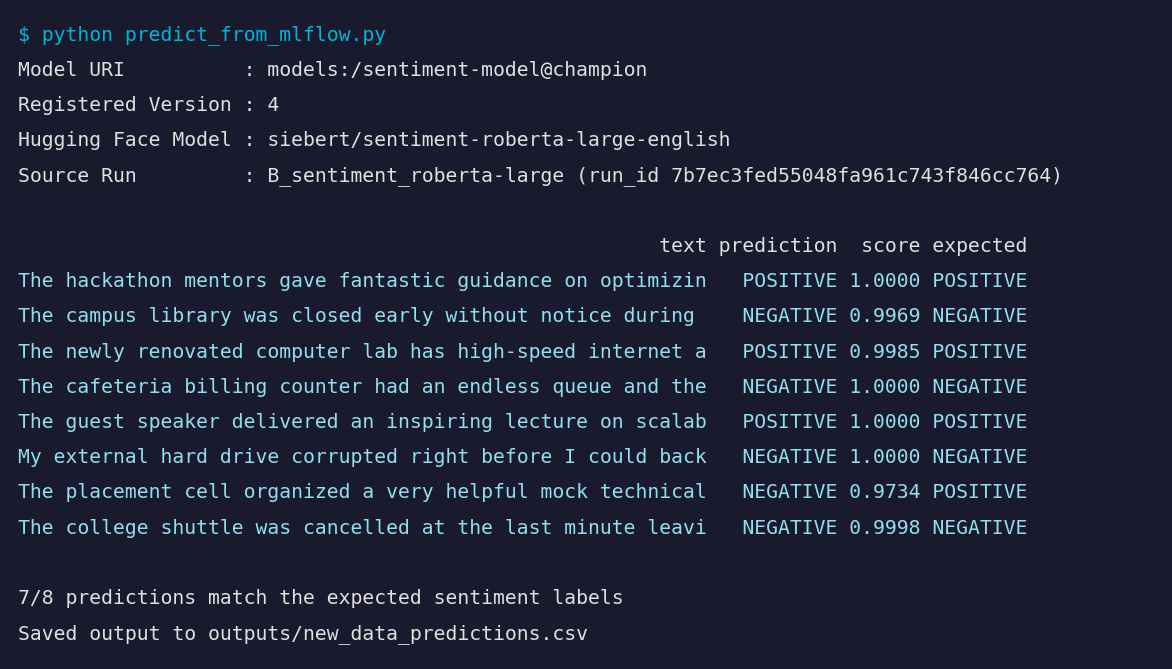 $ python predict_from_mlflow.py
Model URI          : models:/sentiment-model@champion
Registered Version : 4
Hugging Face Model : siebert/sentiment-roberta-large-english
Source Run         : B_sentiment_roberta-large (run_id 7b7ec3fed55048fa961c743f846cc764)

                                                      text prediction  score expected
The hackathon mentors gave fantastic guidance on optimizin   POSITIVE 1.0000 POSITIVE
The campus library was closed early without notice during    NEGATIVE 0.9969 NEGATIVE
The newly renovated computer lab has high-speed internet a   POSITIVE 0.9985 POSITIVE
The cafeteria billing counter had an endless queue and the   NEGATIVE 1.0000 NEGATIVE
The guest speaker delivered an inspiring lecture on scalab   POSITIVE 1.0000 POSITIVE
My external hard drive corrupted right before I could back   NEGATIVE 1.0000 NEGATIVE
The placement cell organized a very helpful mock technical   NEGATIVE 0.9734 POSITIVE
The college shuttle was cancelled at the last minute leavi   NEGATIVE 0.9998 NEGATIVE

7/8 predictions match the expected sentiment labels
Saved output to outputs/new_data_predictions.csv